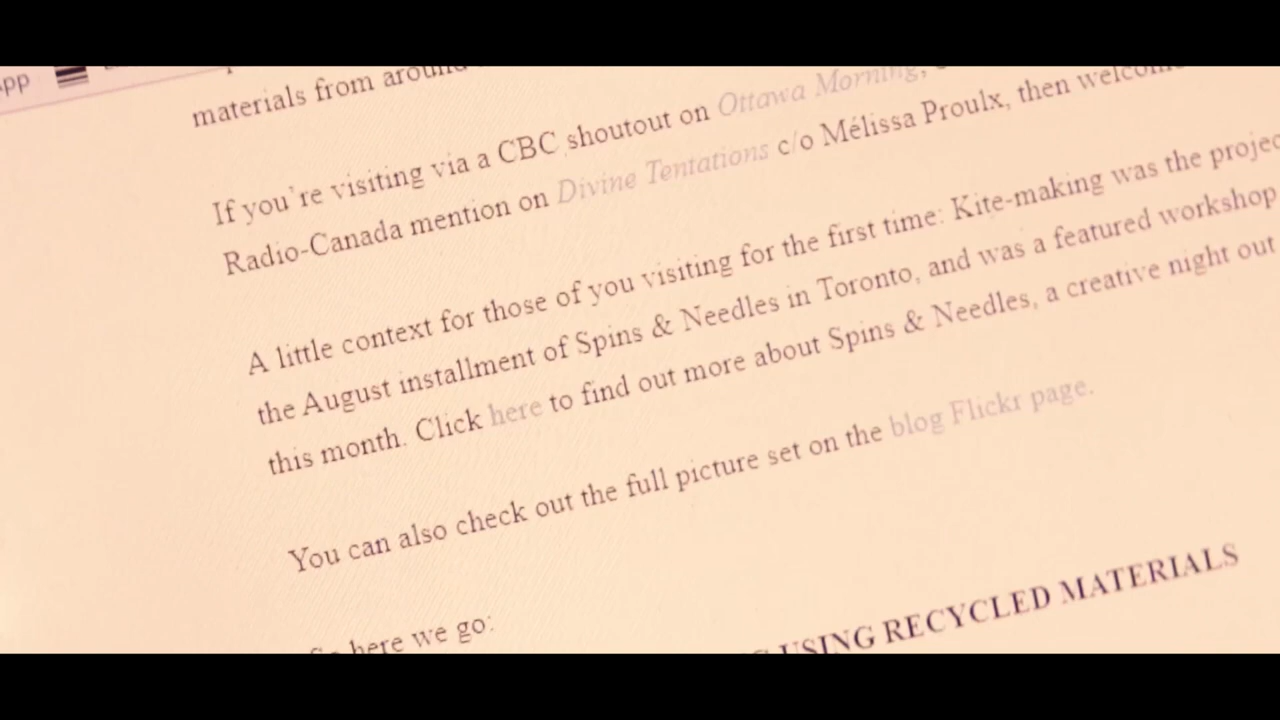 materials from around
If you're visiting via a CBC shoutout on Ottawa Morning,
Radio-Canada mention on Divine Tentations c/o Mélissa Proulx, then welcome
A little context for those of you visiting for the first time: Kite-making was the projec
the August installment of Spins & Needles in Toronto, and was a featured workshop
this month. Click here to find out more about Spins & Needles, a creative night out
You can also check out the full picture set on the blog Flickr page.
So here we go:
USING RECYCLED MATERIALS